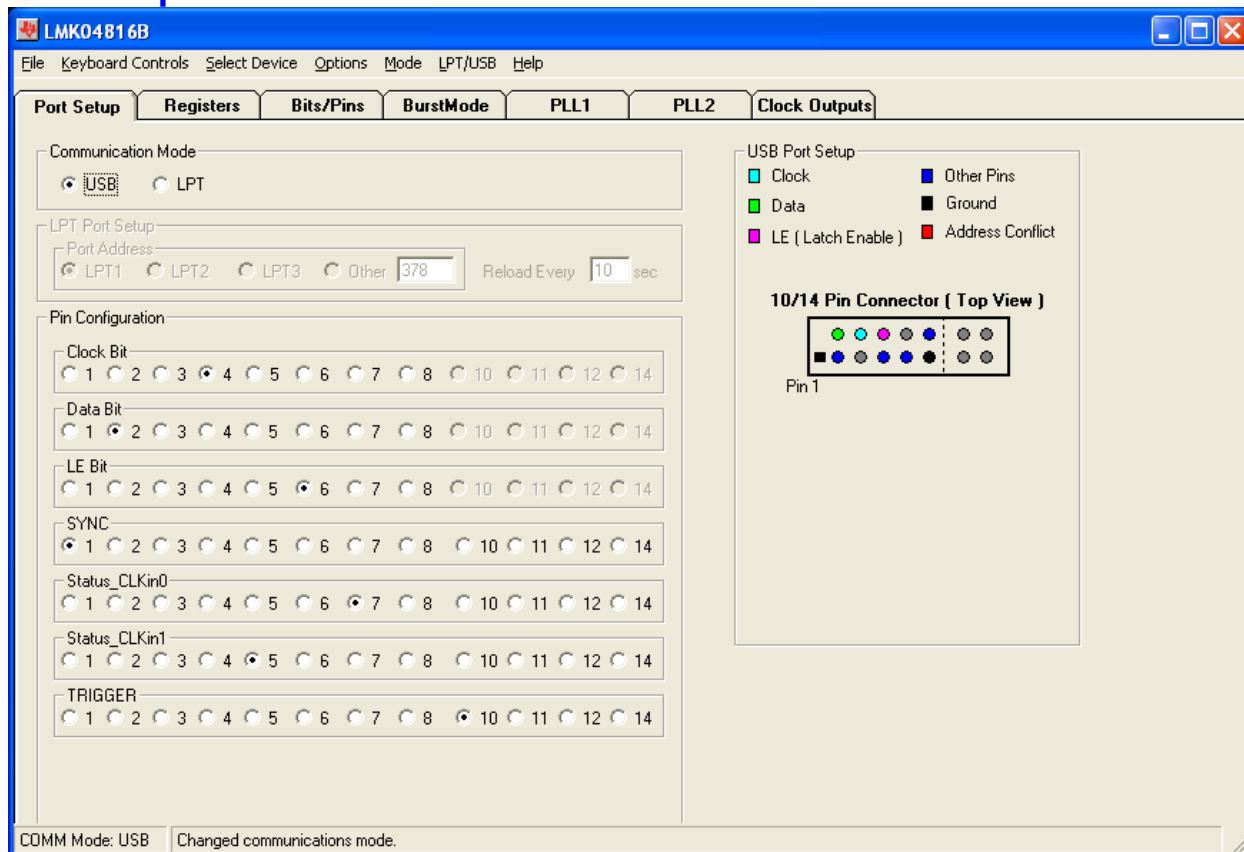 LMK04816B
File Keyboard Controls Select Device Options Mode LPT/USB Help
Port Setup Registers Bits/Pins BurstMode PLL1 PLL2 Clock Outputs
Communication Mode
USB LPT
LPT Port Setup
Port Address
LPT1 LPT2 LPT3 Other 378 Reload Every 10 sec
Pin Configuration
Clock Bit
1 2 3 4 5 6 7 8 10 11 12 14
Data Bit
1 2 3 4 5 6 7 8 10 11 12 14
LE Bit
1 2 3 4 5 6 7 8 10 11 12 14
SYNC
1 2 3 4 5 6 7 8 10 11 12 14
Status_CLKin0
1 2 3 4 5 6 7 8 10 11 12 14
Status_CLKin1
1 2 3 4 5 6 7 8 10 11 12 14
TRIGGER
1 2 3 4 5 6 7 8 10 11 12 14
USB Port Setup
Clock Other Pins
Data Ground
LE ( Latch Enable ) Address Conflict
10/14 Pin Connector ( Top View )
Pin 1
COMM Mode: USB Changed communications mode.